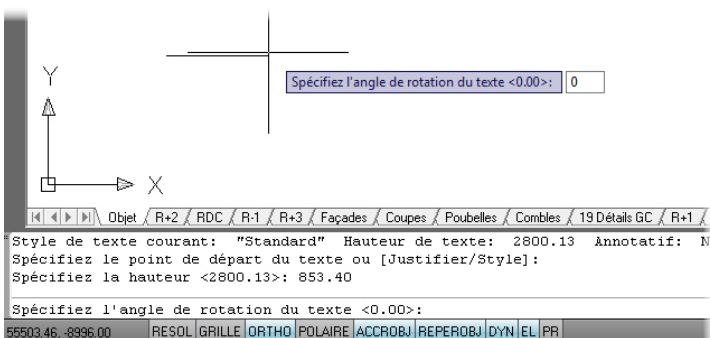 Spécifiez l'angle de rotation du texte <0.00>: 0
Y
X
Objet R+2 RDC R-1 R+3 Façades Coupes Poubelles Combles 19 Détails GC R+1
Style de texte courant: "Standard" Hauteur de texte: 2800.13 Annotatif: N
Spécifiez le point de départ du texte ou [Justifier/Style]:
Spécifiez la hauteur <2800.13>: 853.40
Spécifiez l'angle de rotation du texte <0.00>:
55503.46, -8996.00 RESOL GRILLE ORTHO POLAIRE ACCROBJ REPEROBJ DYN EL PR